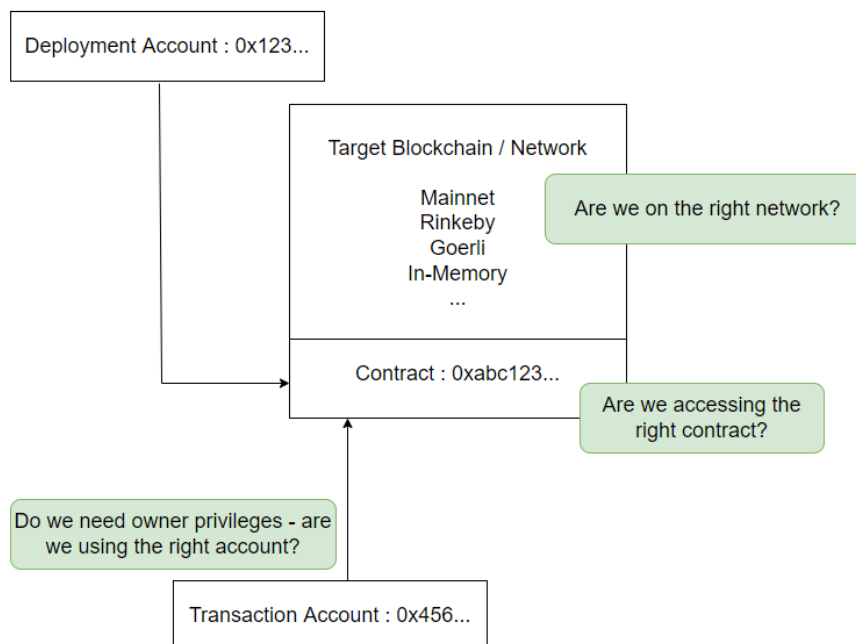 Deployment Account : 0x123...
Target Blockchain / Network
Mainnet
Rinkeby
Goerli
In-Memory
...
Are we on the right network?
Contract : 0xabc123...
Are we accessing the
right contract?
Do we need owner privileges - are
we using the right account?
Transaction Account : 0x456...